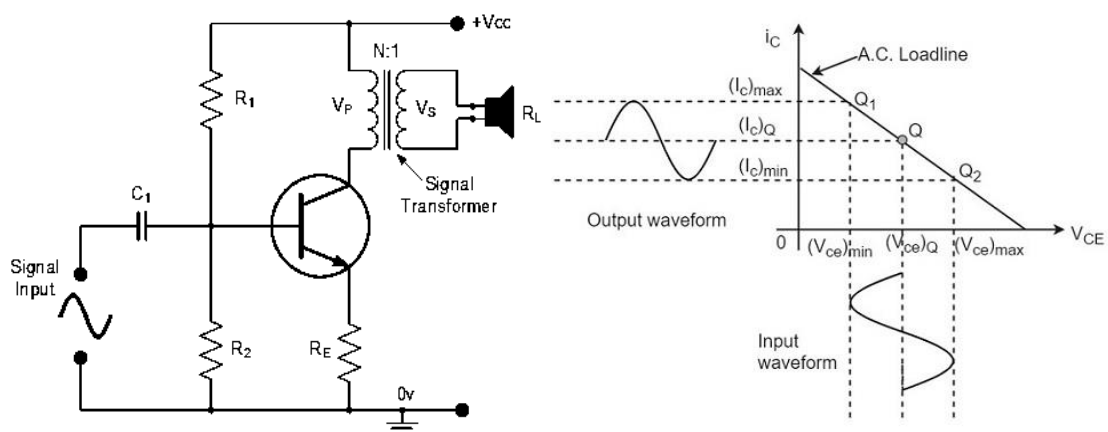 +Vcc
N:1
R1
VP
VS
RL
Signal
Transformer
C1
Signal
Input
R2
RE
0v
iC
A.C. Loadline
(Ic)max
Q1
(Ic)Q
Q
(Ic)min
Q2
Output waveform
0
(Vce)min
(Vce)Q
(Vce)max
VCE
Input
waveform